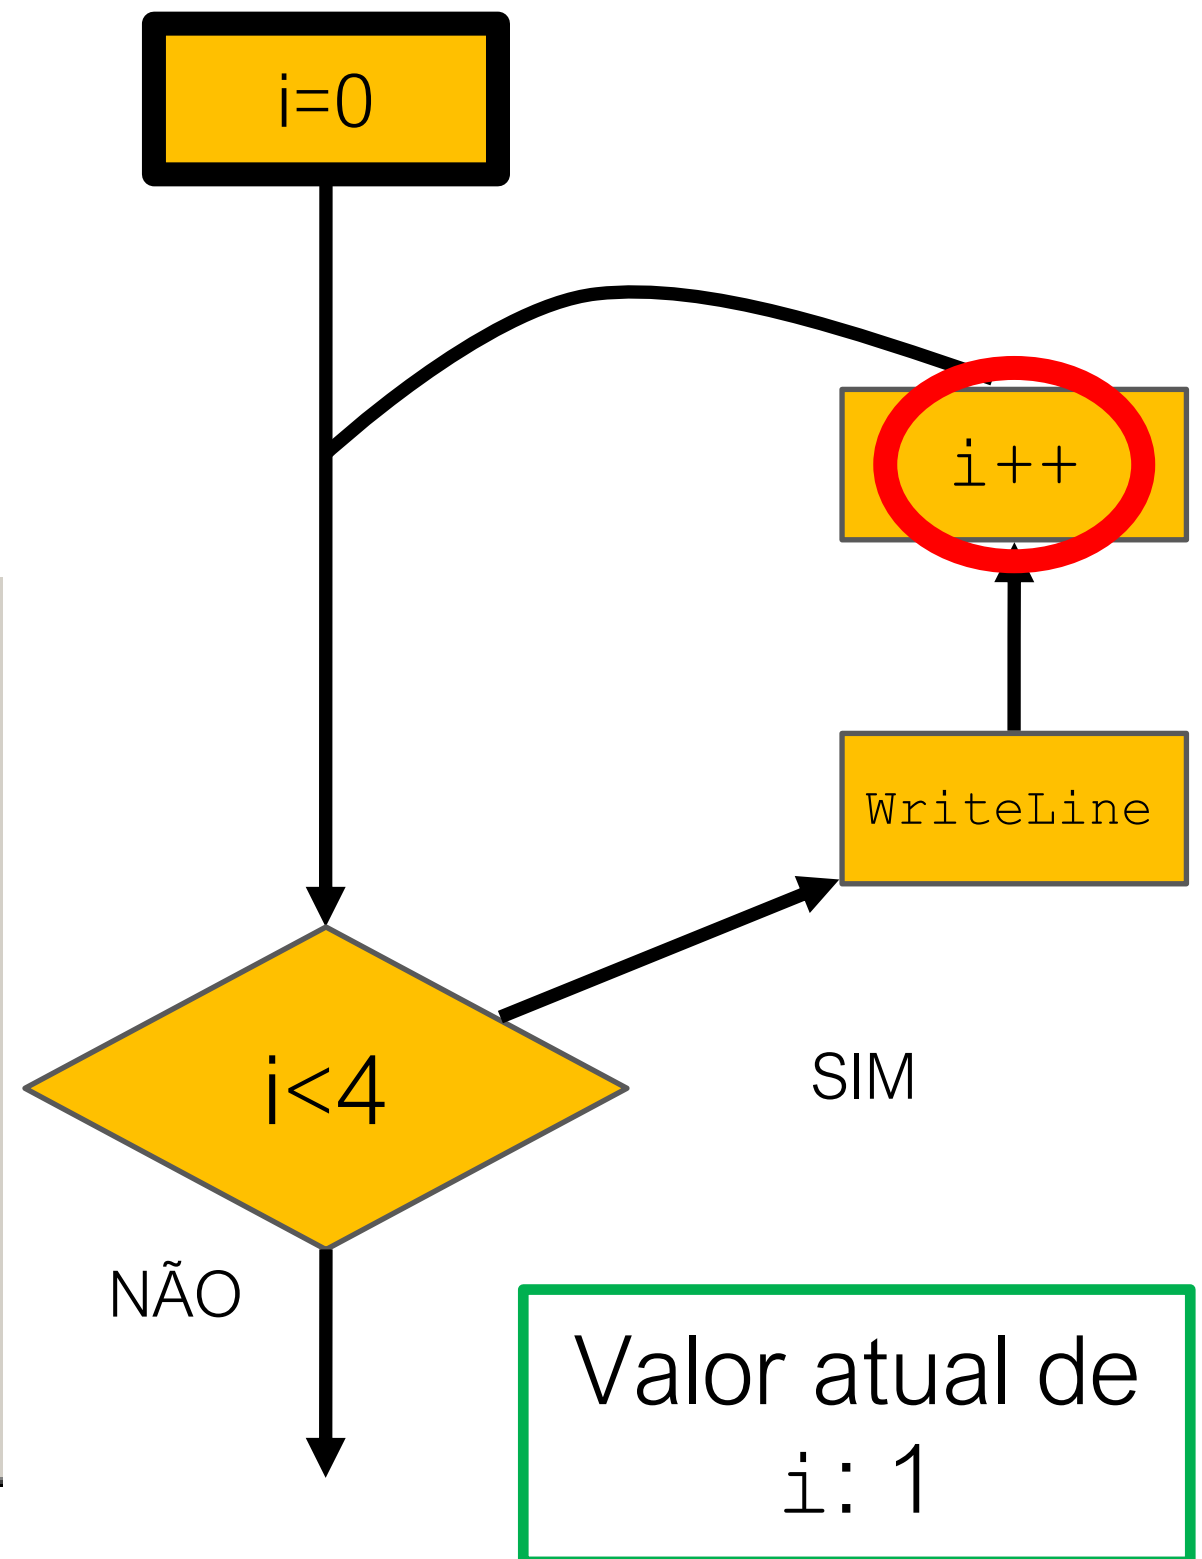 i=0
i++
WriteLine
i<4
SIM
NÃO
Valor atual de
i: 1